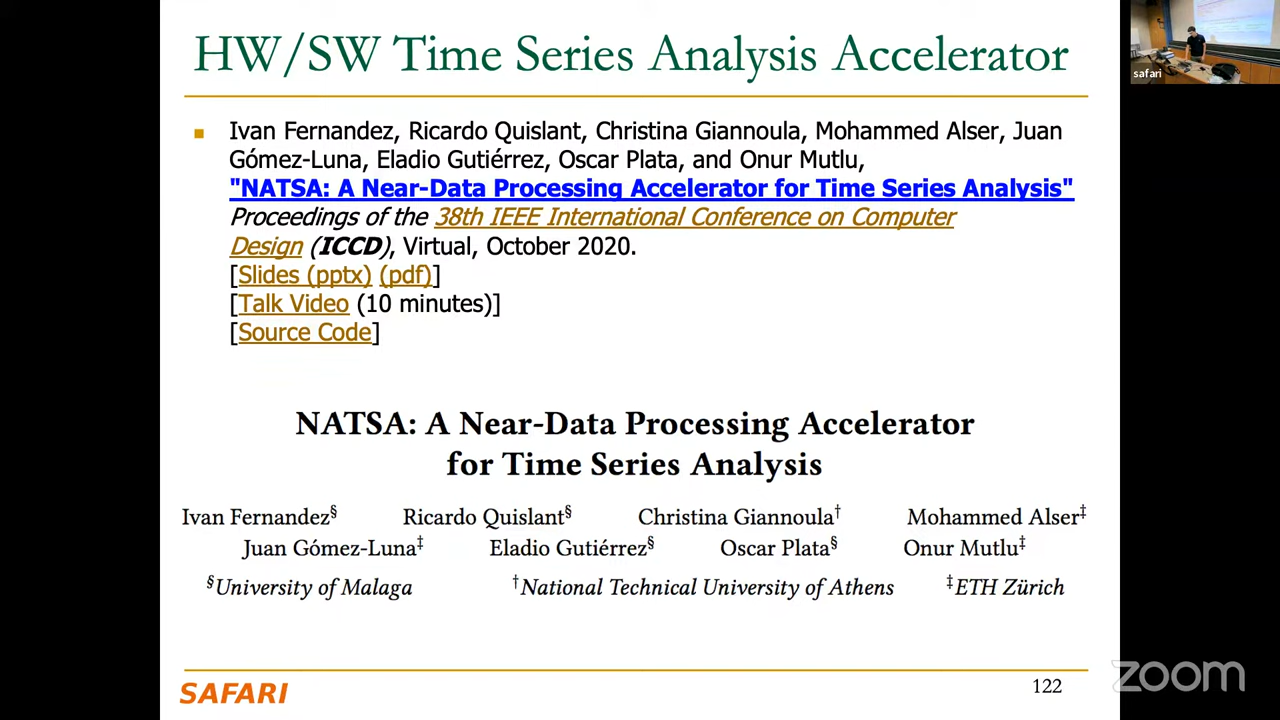 HW/SW Time Series Analysis Accelerator
safari
Ivan Fernandez, Ricardo Quislant, Christina Giannoula, Mohammed Alser, Juan
Gómez-Luna, Eladio Gutiérrez, Oscar Plata, and Onur Mutlu,
"NATSA: A Near-Data Processing Accelerator for Time Series Analysis"
Proceedings of the 38th IEEE International Conference on Computer
Design (ICCD), Virtual, October 2020.
[Slides (pptx) (pdf)]
[Talk Video (10 minutes)]
[Source Code]
NATSA: A Near-Data Processing Accelerator
for Time Series Analysis
Ivan Fernandez§ Ricardo Quislant§ Christina Giannoula† Mohammed Alser‡
Juan Gómez-Luna‡ Eladio Gutiérrez§ Oscar Plata§ Onur Mutlu‡
§University of Malaga †National Technical University of Athens ‡ETH Zürich
SAFARI
122
zoom